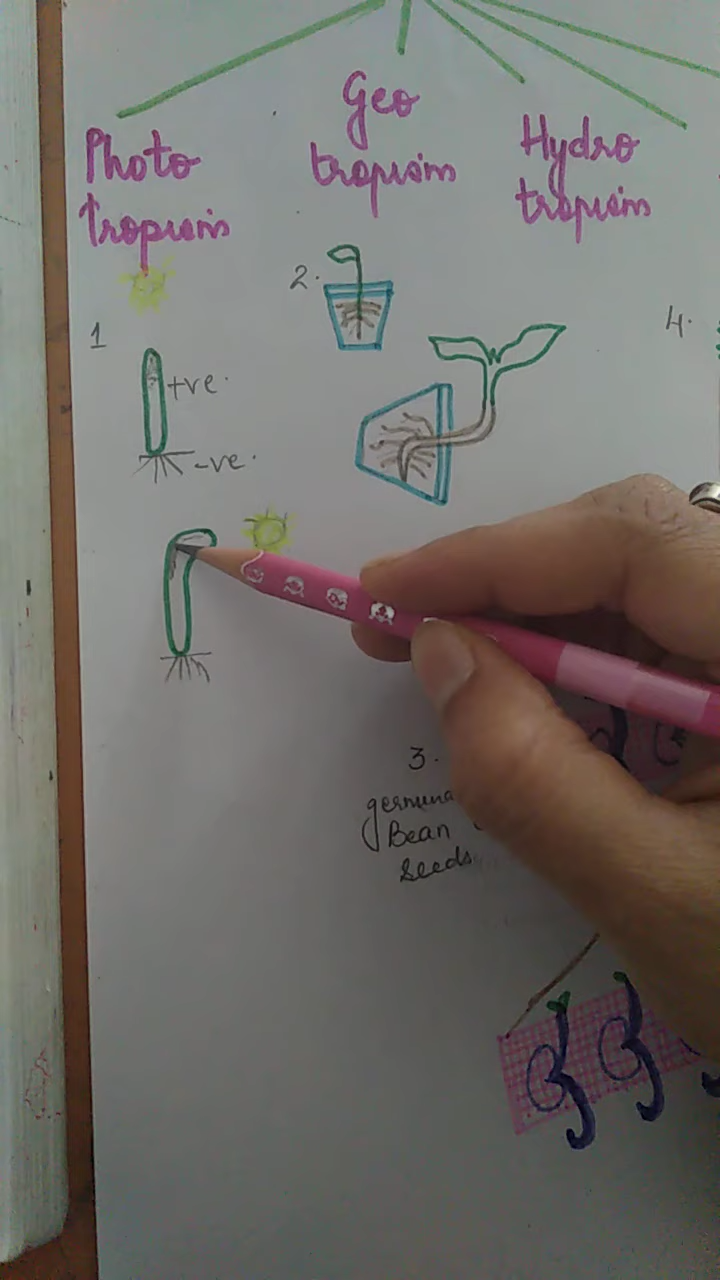 Photo
Tropism
Geo
tropism
Hydro
tropism
1
2.
+ve.
-ve.
4.
3.
Bean
Seeds